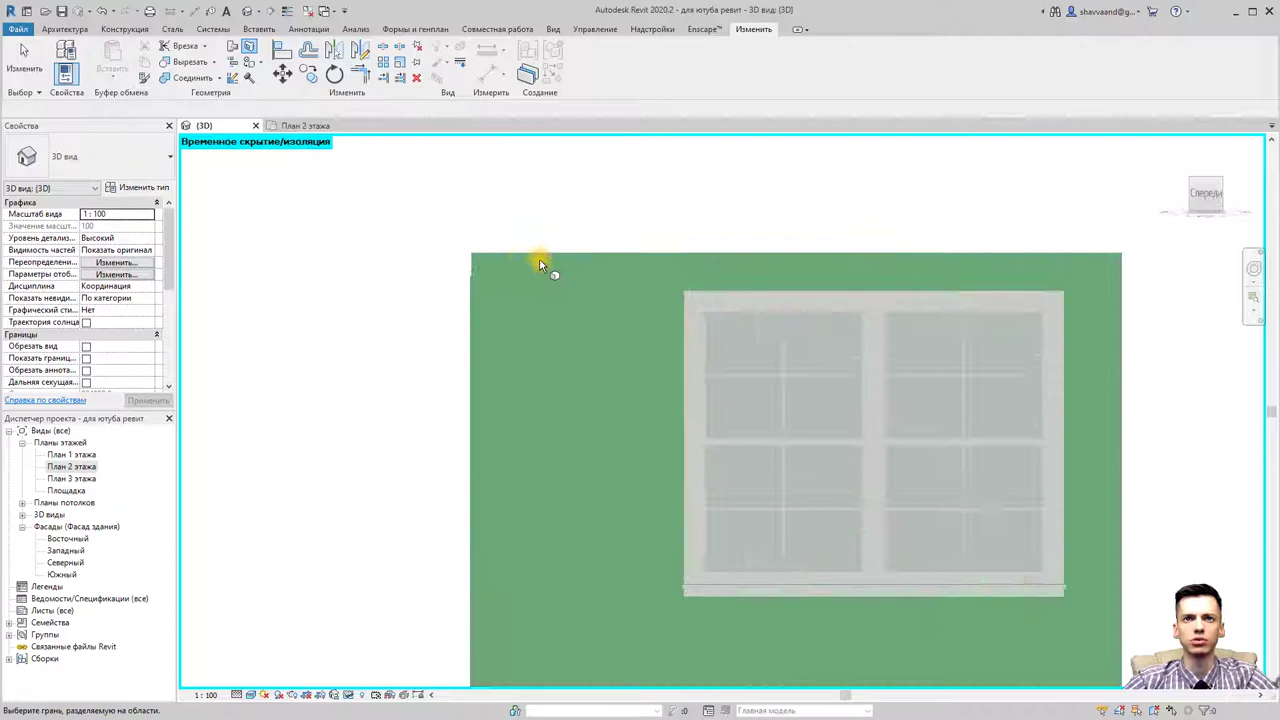 Autodesk Revit 2020.2 - для ютуба ревит - 3D вид: {3D}
shavvaand@g...
Файл Архитектура Конструкция Сталь Системы Вставить Аннотации Анализ Формы и генплан Совместная работа Вид Управление Надстройки Enscape™ Изменить
Изменить Вставить Врезка Вырезать Соединить
Выбор Свойства Буфер обмена Геометрия Изменить Вид Измерить Создание
Свойства
{3D} План 2 этажа
Временное скрытие/изоляция
3D вид
3D вид: {3D} Изменить тип
Графика
Масштаб вида 1 : 100
Значение масшт... 100
Уровень детализ... Высокий
Видимость частей Показать оригинал
Переопределени... Изменить...
Параметры отоб... Изменить...
Дисциплина Координация
Показать невиди... По категории
Графический сти... Нет
Траектория солнца
Границы
Обрезать вид
Показать границ...
Обрезать аннота...
Дальняя секущая...
Справка по свойствам Применить
Диспетчер проекта - для ютуба ревит
Виды (все)
Планы этажей
План 1 этажа
План 2 этажа
План 3 этажа
Площадка
Планы потолков
3D виды
Фасады (Фасад здания)
Восточный
Западный
Северный
Южный
Легенды
Ведомости/Спецификации (все)
Листы (все)
Семейства
Группы
Связанные файлы Revit
Сборки
Спереди
1 : 100
Выберите грань, разделяемую на области.
:0
Главная модель
:0